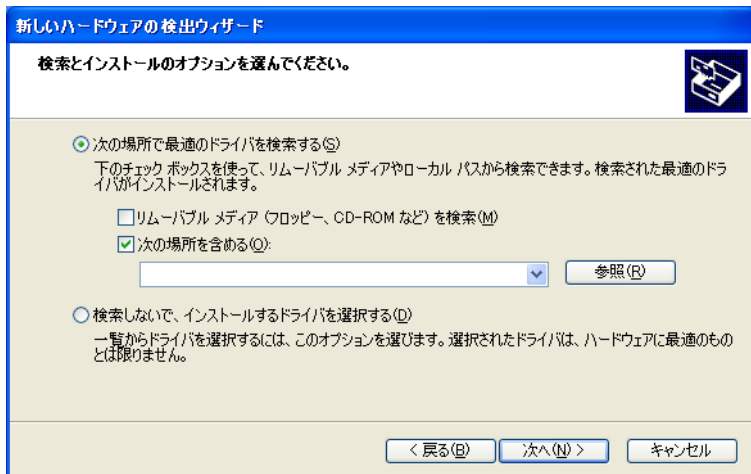 新しいハードウェアの検出ウィザード
検索とインストールのオプションを選んでください。
次の場所で最適のドライバを検索する(S)
下のチェック ボックスを使って、リムーバブル メディアやローカル パスから検索できます。検索された最適のドラ
イバがインストールされます。
リムーバブル メディア (フロッピー、CD-ROM など) を検索(M)
次の場所を含める(O):
参照(R)
検索しないで、インストールするドライバを選択する(D)
一覧からドライバを選択するには、このオプションを選びます。選択されたドライバは、ハードウェアに最適のもの
とは限りません。
< 戻る(B) 次へ(N) > キャンセル